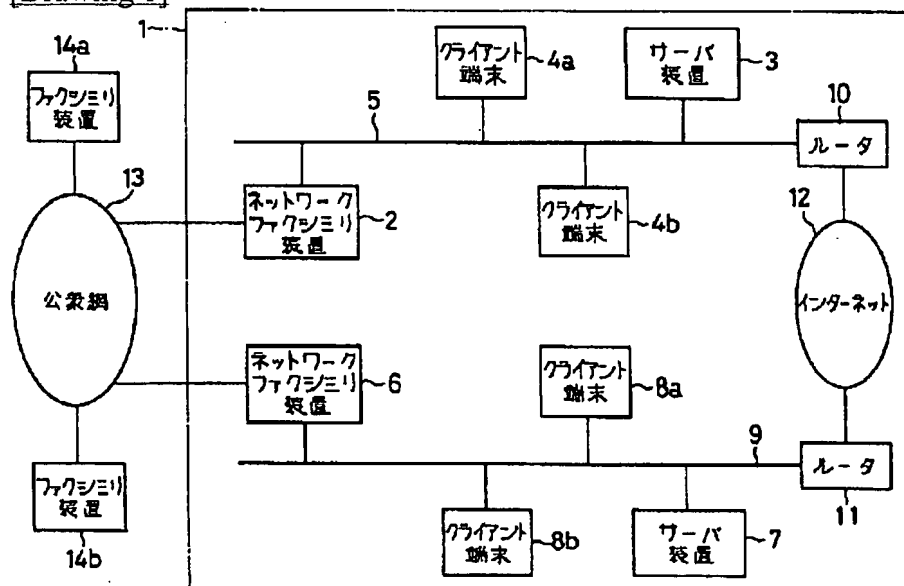 [Drawing 1]
1
14a
ファクシミリ
装置
クライアント
端末
4a
サーバ
装置
3
5
10
ルータ
13
ネットワーク
ファクシミリ
装置
2
クライアント
端末
4b
12
公衆網
インターネット
ネットワーク
ファクシミリ
装置
6
クライアント
端末
8a
9
ルータ
11
ファクシミリ
装置
14b
クライアント
端末
8b
サーバ
装置
7